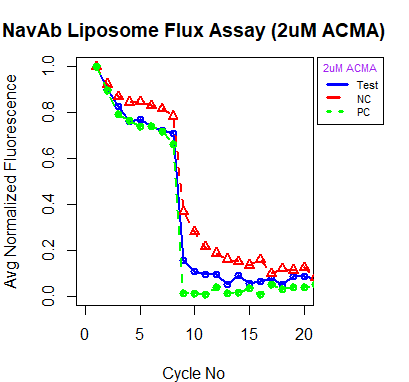 NavAb Liposome Flux Assay (2uM ACMA)
2uM ACMA
Test
NC
PC
Avg Normalized Fluorescence
1.0
0.8
0.6
0.4
0.2
0.0
0 5 10 15 20
Cycle No